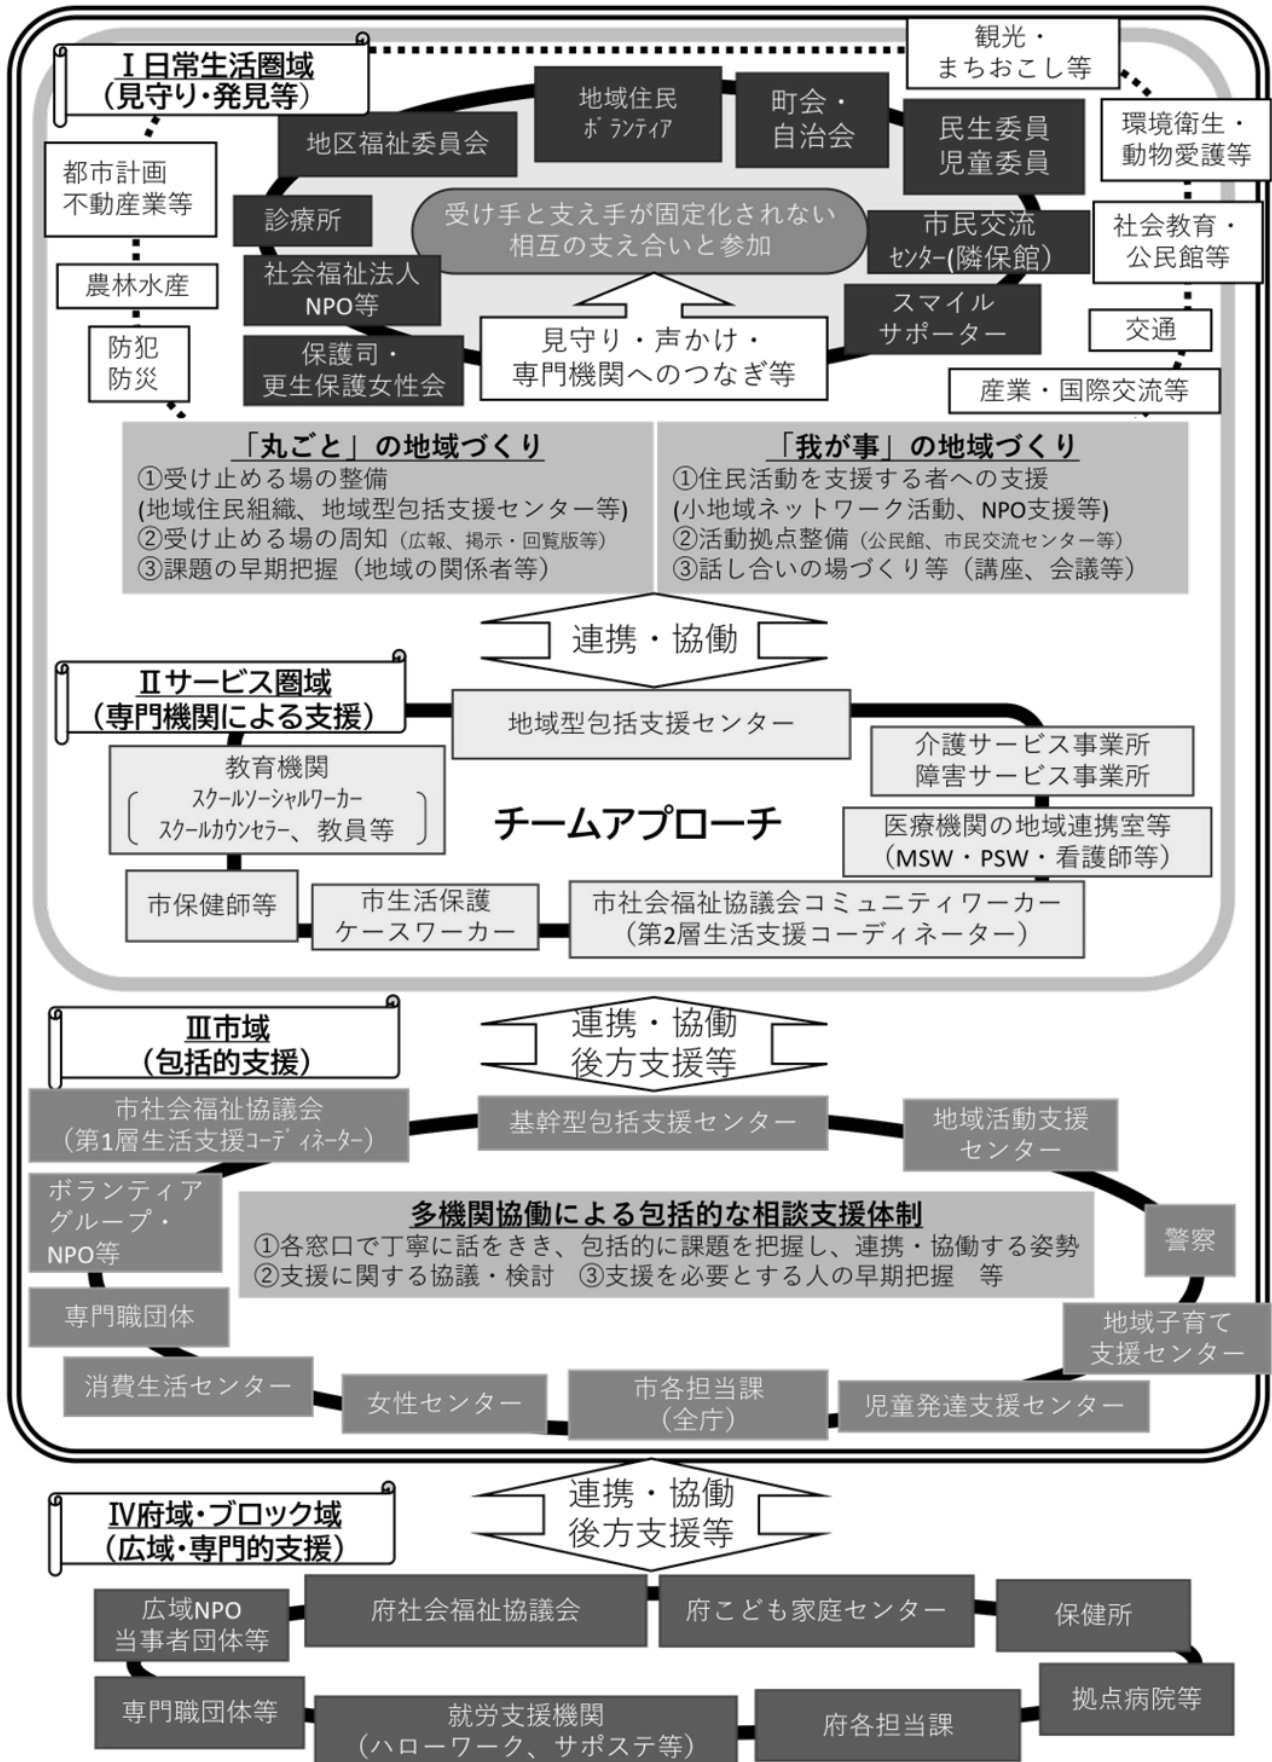 Ⅰ日常生活圏域
(見守り・発見等)
観光・
まちおこし等
地域住民
ﾎﾞﾗﾝﾃｨｱ
町会・
自治会
地区福祉委員会
民生委員
児童委員
環境衛生・
動物愛護等
都市計画
不動産業等
診療所
受け手と支え手が固定化されない
相互の支え合いと参加
市民交流
ｾﾝﾀｰ(隣保館)
社会教育・
公民館等
農林水産
社会福祉法人
NPO等
スマイル
サポーター
交通
防犯
防災
保護司・
更生保護女性会
見守り・声かけ・
専門機関へのつなぎ等
産業・国際交流等
「丸ごと」の地域づくり
①受け止める場の整備
(地域住民組織、地域型包括支援センター等)
②受け止める場の周知（広報、掲示・回覧版等）
③課題の早期把握（地域の関係者等）
「我が事」の地域づくり
①住民活動を支援する者への支援
(小地域ネットワーク活動、NPO支援等)
②活動拠点整備（公民館、市民交流センター等）
③話し合いの場づくり等（講座、会議等）
連携・協働
Ⅱサービス圏域
(専門機関による支援)
地域型包括支援センター
介護サービス事業所
障害サービス事業所
教育機関
ｽｸｰﾙｿｰｼｬﾙﾜｰｶｰ
ｽｸｰﾙｶｳﾝｾﾗｰ、教員等
チームアプローチ
医療機関の地域連携室等
（MSW・PSW・看護師等）
市保健師等
市生活保護
ケースワーカー
市社会福祉協議会コミュニティワーカー
（第2層生活支援コーディネーター）
Ⅲ市域
(包括的支援)
連携・協働
後方支援等
市社会福祉協議会
（第1層生活支援ｺｰﾃﾞｨﾈｰﾀｰ）
基幹型包括支援センター
地域活動支援
センター
ボランティア
グループ・
NPO等
多機関協働による包括的な相談支援体制
①各窓口で丁寧に話をきき、包括的に課題を把握し、連携・協働する姿勢
②支援に関する協議・検討　③支援を必要とする人の早期把握　等
警察
専門職団体
地域子育て
支援センター
消費生活センター
女性センター
市各担当課
（全庁）
児童発達支援センター
Ⅳ府域・ブロック域
(広域・専門的支援)
連携・協働
後方支援等
広域NPO
当事者団体等
府社会福祉協議会
府こども家庭センター
保健所
専門職団体等
就労支援機関
（ハローワーク、サポステ等）
府各担当課
拠点病院等